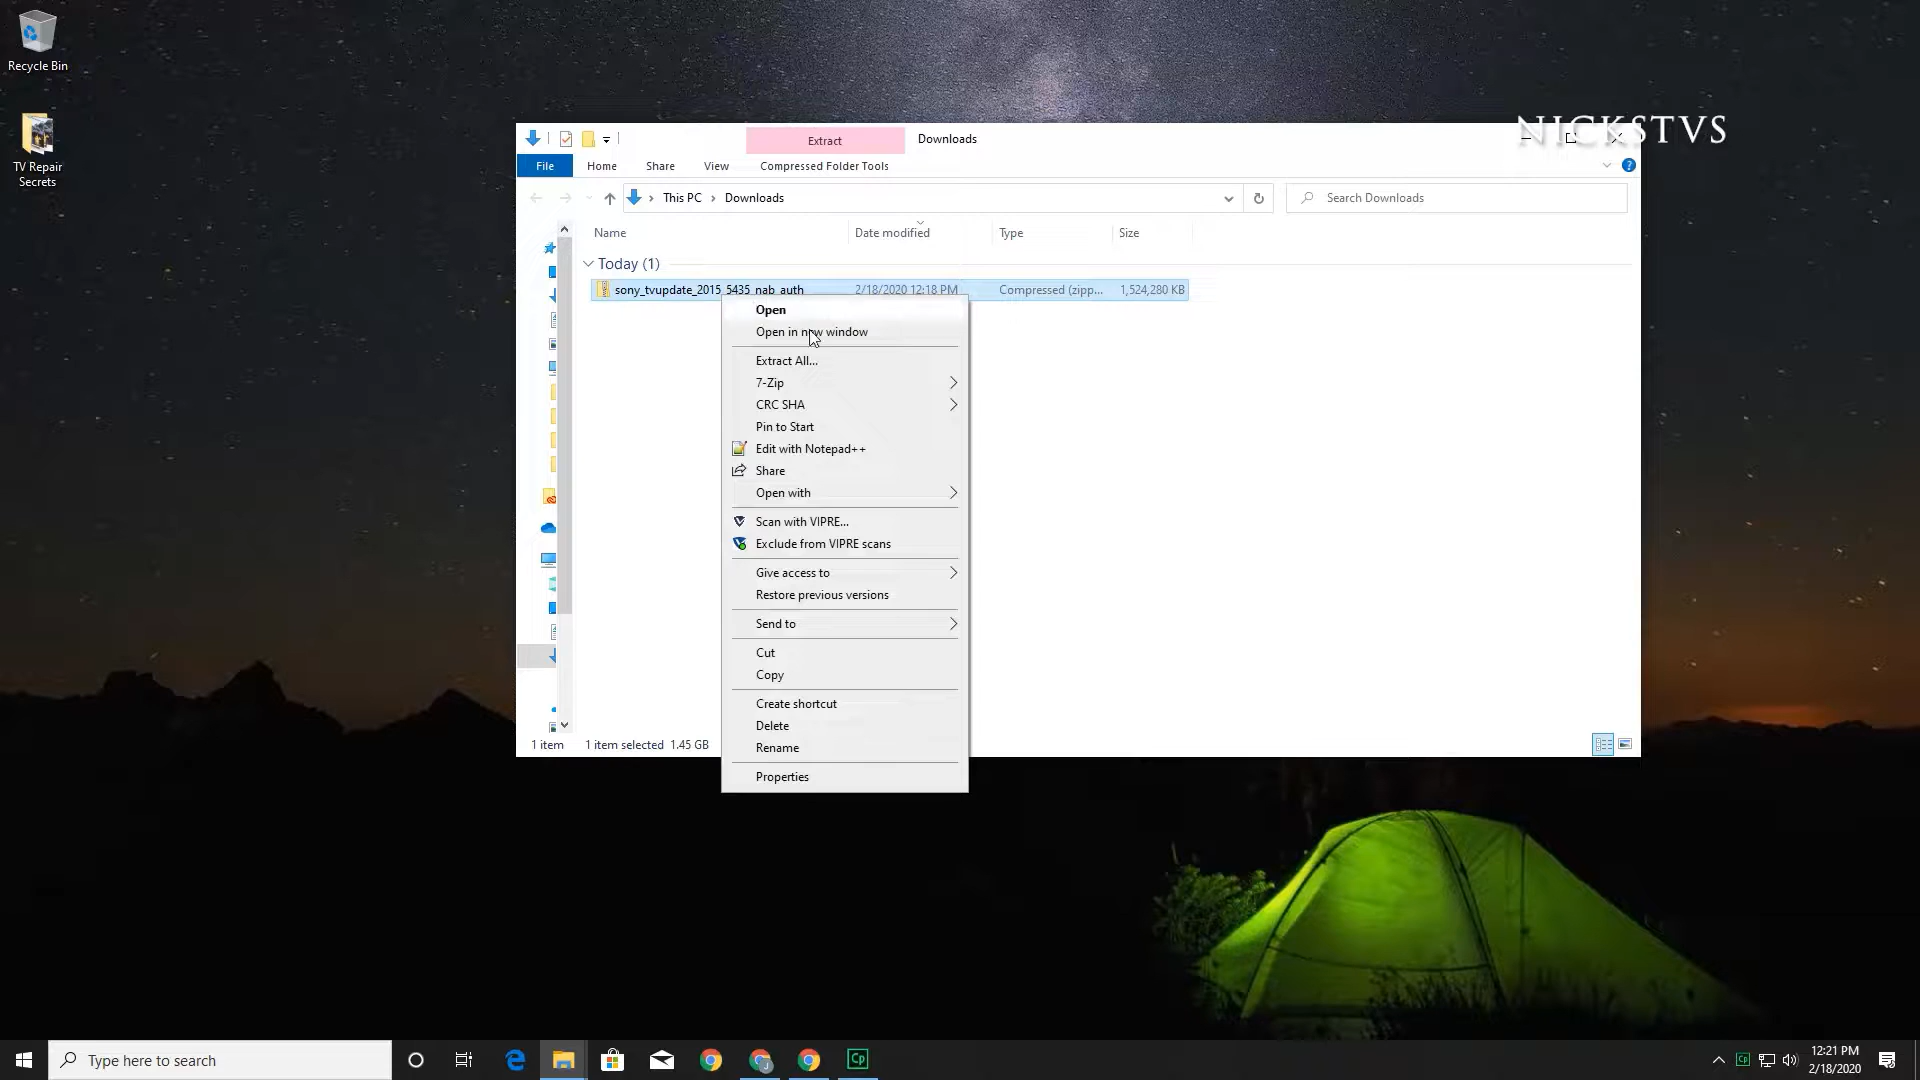 Recycle Bin
TV Repair
Secrets
NICKSTVS
Extract
Downloads
File
Home
Share
View
Compressed Folder Tools
This PC
Downloads
Search Downloads
Name
Date modified
Type
Size
Today (1)
sony_tvupdate_2015_5435_nab_auth
2/18/2020 12:18 PM
Compressed (zipp...
1,524,280 KB
Open
Open in new window
Extract All...
7-Zip
CRC SHA
Pin to Start
Edit with Notepad++
Share
Open with
Scan with VIPRE...
Exclude from VIPRE scans
Give access to
Restore previous versions
Send to
Cut
Copy
Create shortcut
Delete
Rename
Properties
1 item
1 item selected 1.45 GB
Type here to search
Cp
Cp
12:21 PM
2/18/2020